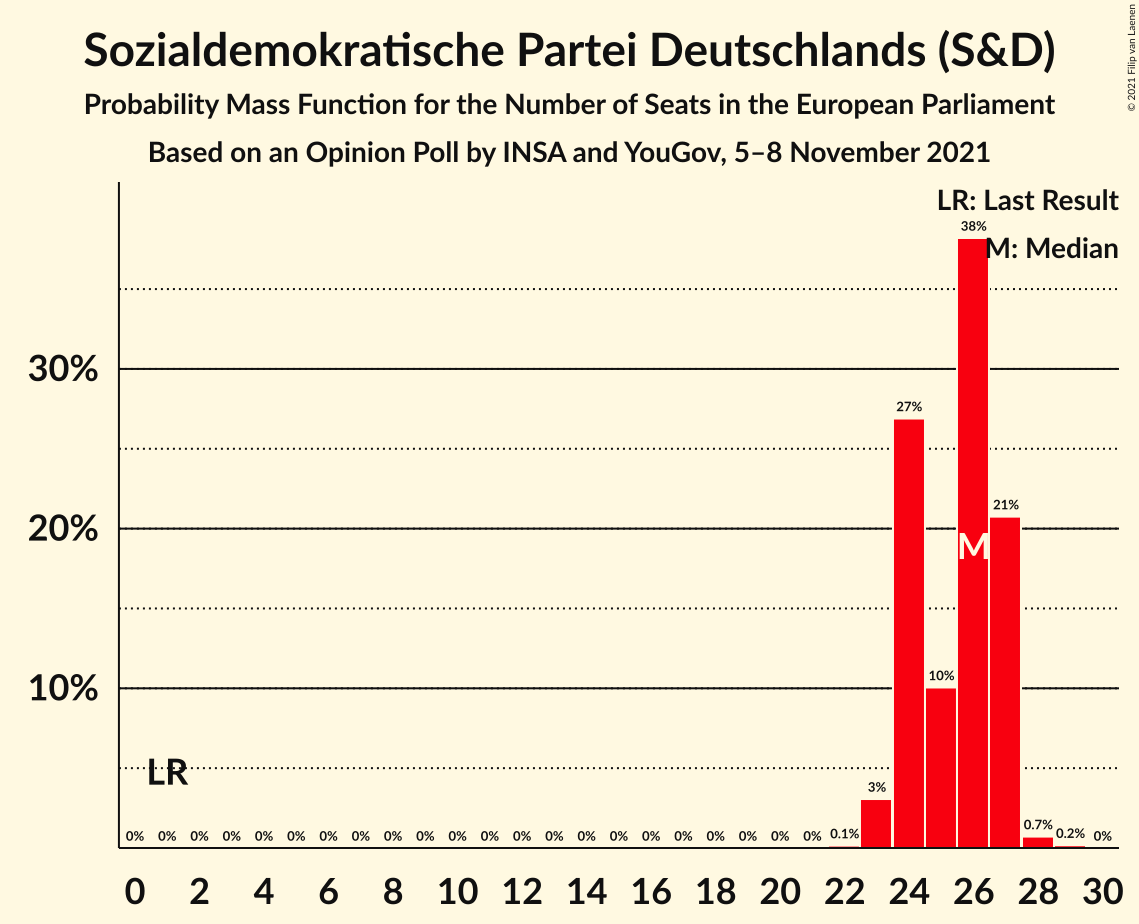 Sozialdemokratische Partei Deutschlands (S&D)
Probability Mass Function for the Number of Seats in the European Parliament
Based on an Opinion Poll by INSA and YouGov, 5–8 November 2021
© 2021 Filip van Laenen
LR: Last Result
M: Median
38%
30%
27%
21%
20%
M
10%
10%
LR
3%
0% 0% 0% 0% 0% 0% 0% 0% 0% 0% 0% 0% 0% 0% 0% 0% 0% 0% 0% 0% 0% 0% 0.1% 0.7% 0.2% 0%
0 2 4 6 8 10 12 14 16 18 20 22 24 26 28 30